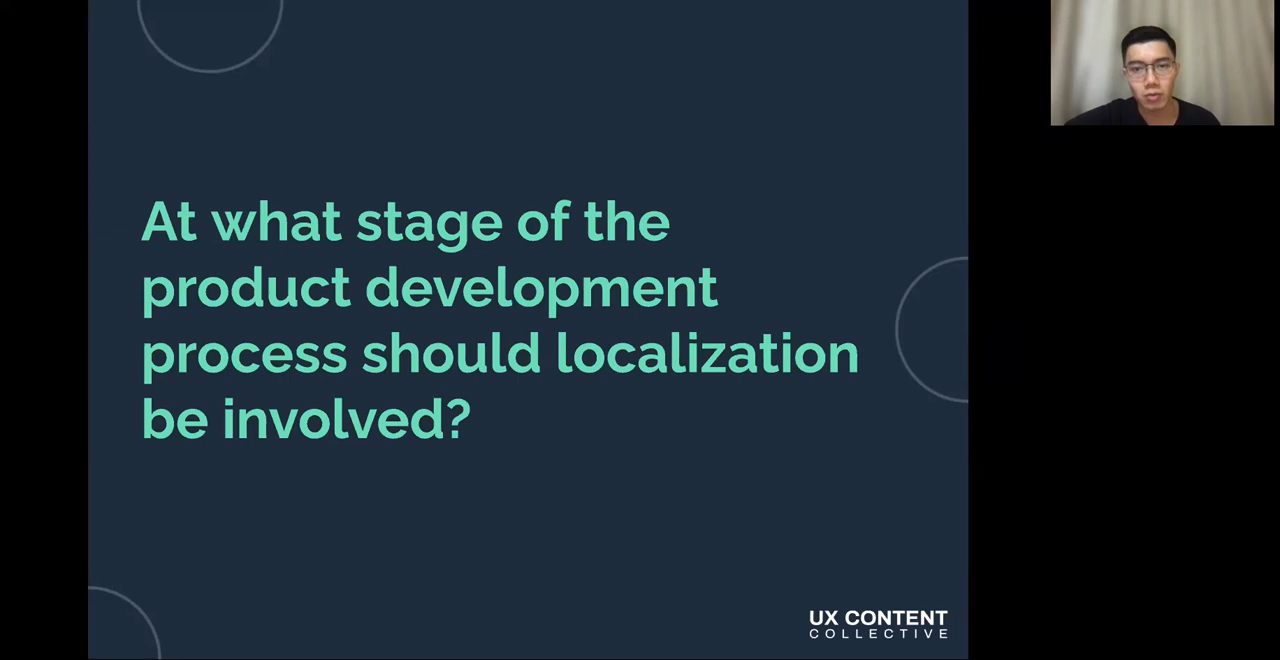 At what stage of the
product development
process should localization
be involved?
UX CONTENT
COLLECTIVE